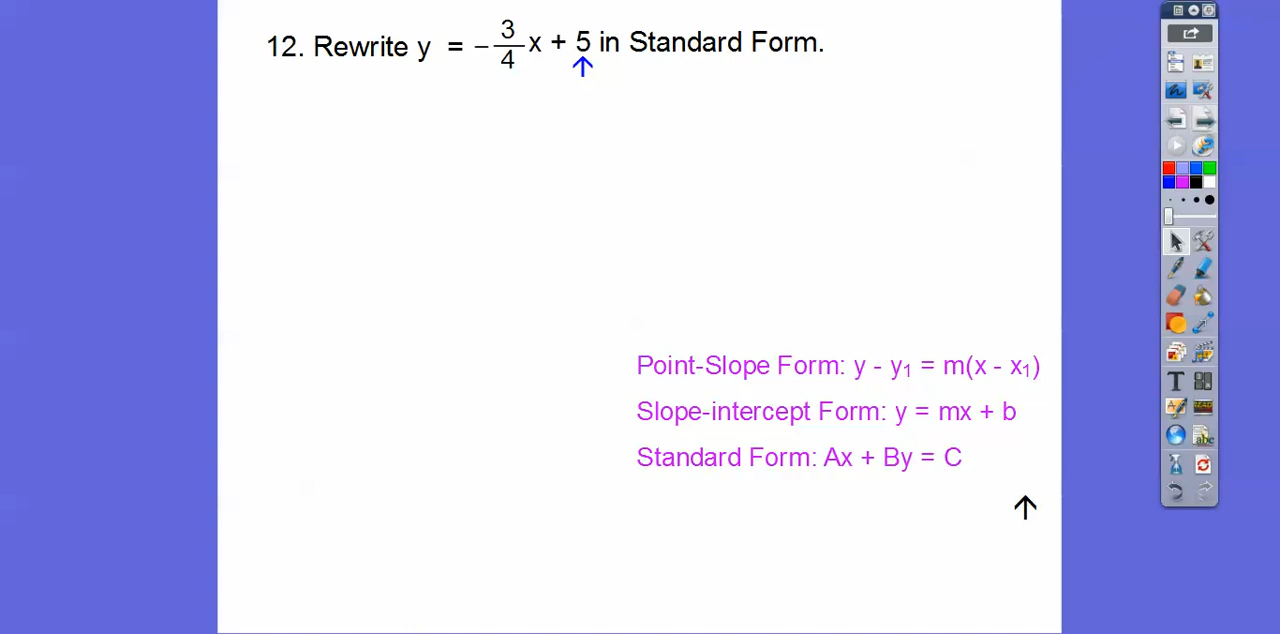 12. Rewrite y = -3/4 x + 5 in Standard Form.
Point-Slope Form: y - y₁ = m(x - x₁)
Slope-intercept Form: y = mx + b
Standard Form: Ax + By = C